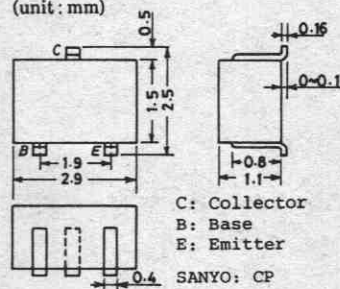 (unit: mm)
C
0.5
0.16
1.5
2.5
0~0.1
B
E
1.9
2.9
0.8
1.1
C: Collector
B: Base
E: Emitter
0.4
SANYO: CP